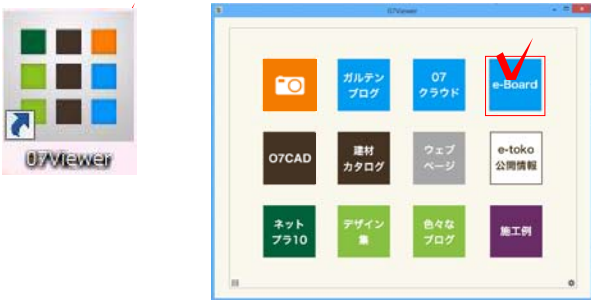 07Viewer
07Viewer
ガルテン
ブログ
07
クラウド
e-Board
O7CAD
建材
カタログ
ウェブ
ページ
e-toko
公開情報
ネット
プラ10
デザイン
集
色々な
ブログ
施工例